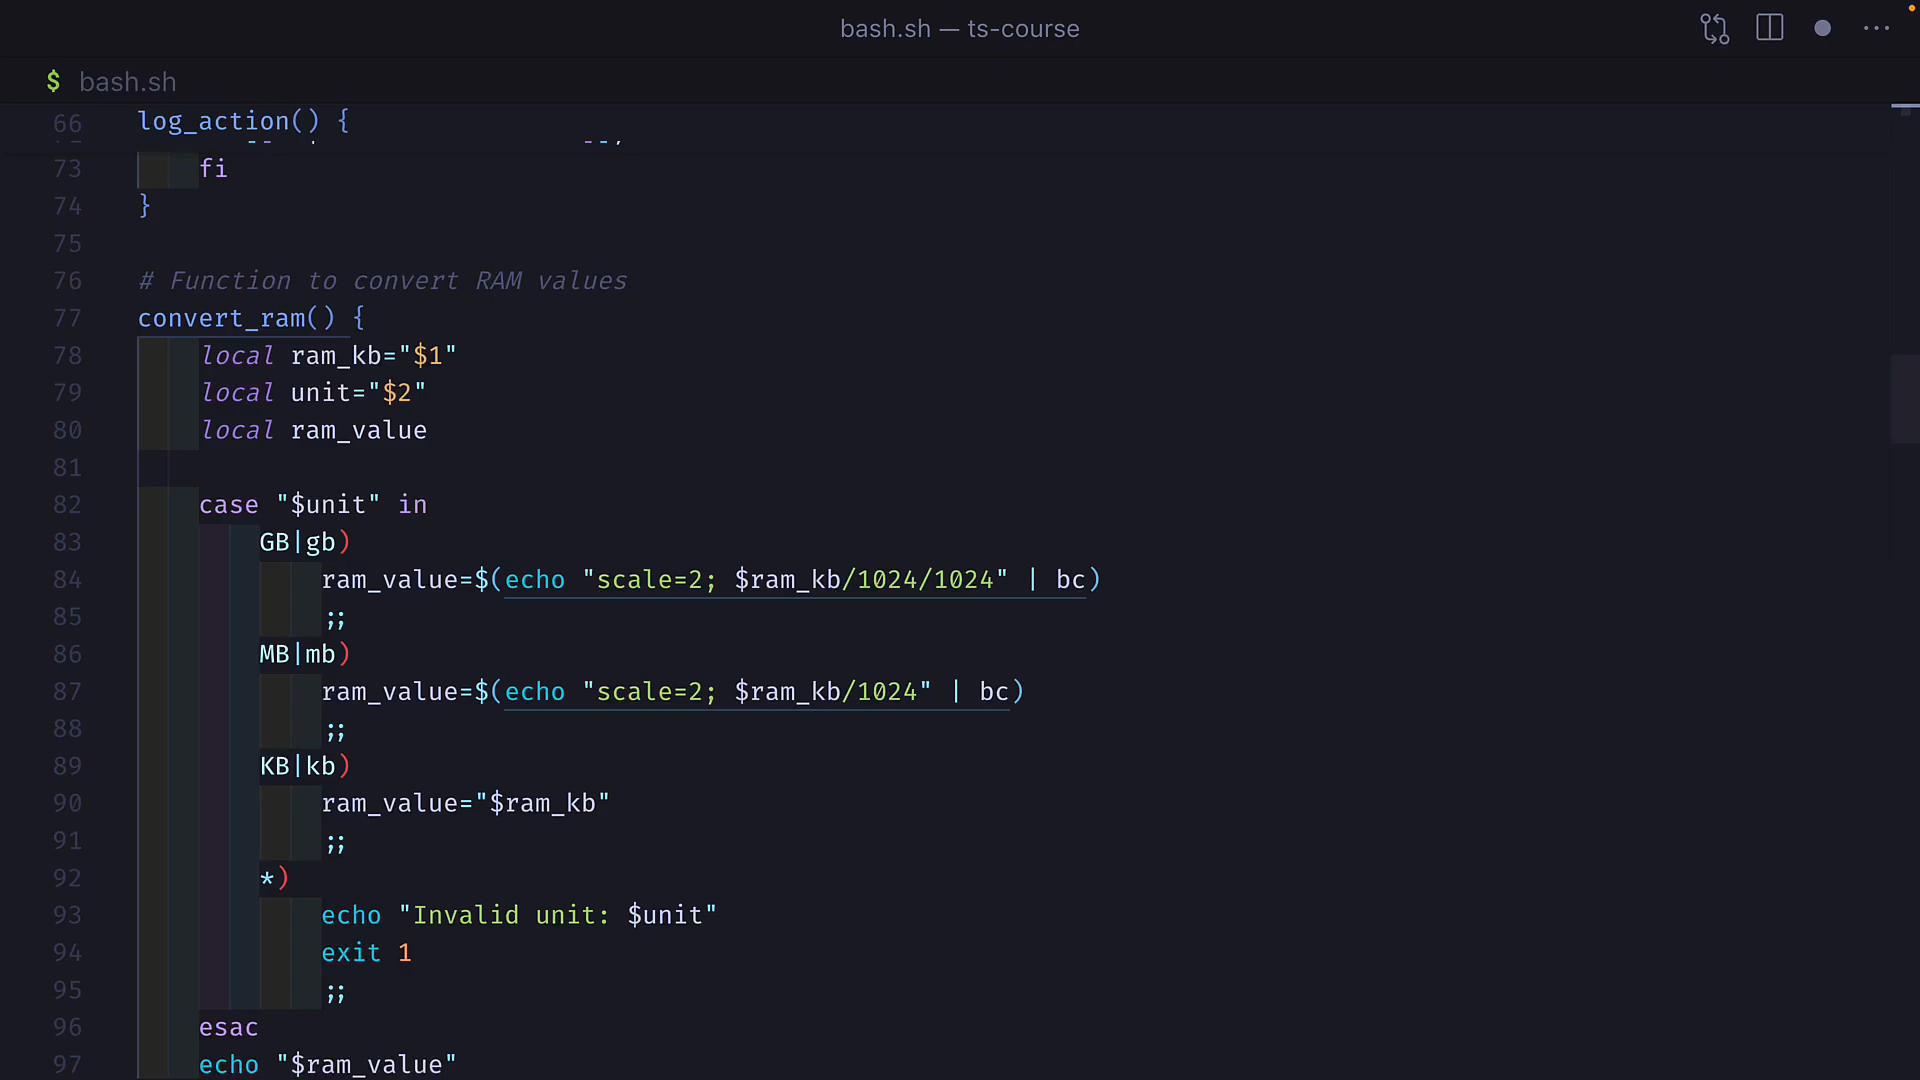 bash.sh — ts-course
$ bash.sh
66 log_action() {
73 fi
74 }
75
76 # Function to convert RAM values
77 convert_ram() {
78 local ram_kb="$1"
79 local unit="$2"
80 local ram_value
81
82 case "$unit" in
83 GB|gb)
84 ram_value=$(echo "scale=2; $ram_kb/1024/1024" | bc)
85 ;;
86 MB|mb)
87 ram_value=$(echo "scale=2; $ram_kb/1024" | bc)
88 ;;
89 KB|kb)
90 ram_value="$ram_kb"
91 ;;
92 *)
93 echo "Invalid unit: $unit"
94 exit 1
95 ;;
96 esac
97 echo "$ram_value"